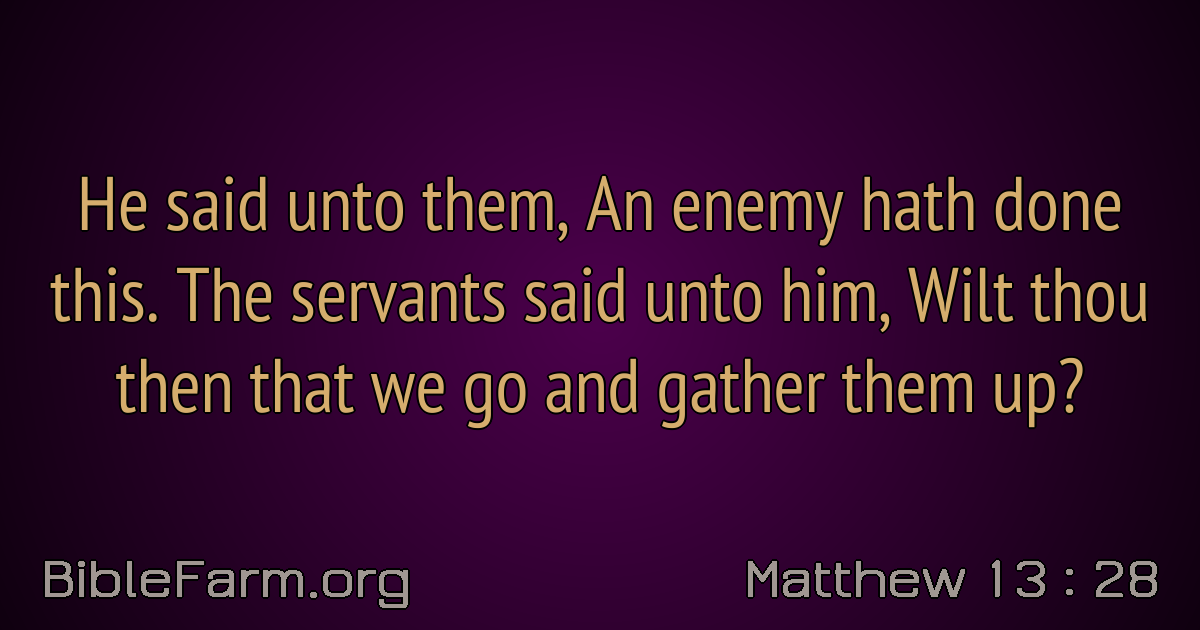 He said unto them, An enemy hath done
this. The servants said unto him, Wilt thou
then that we go and gather them up?
BibleFarm.org
Matthew 13 : 28